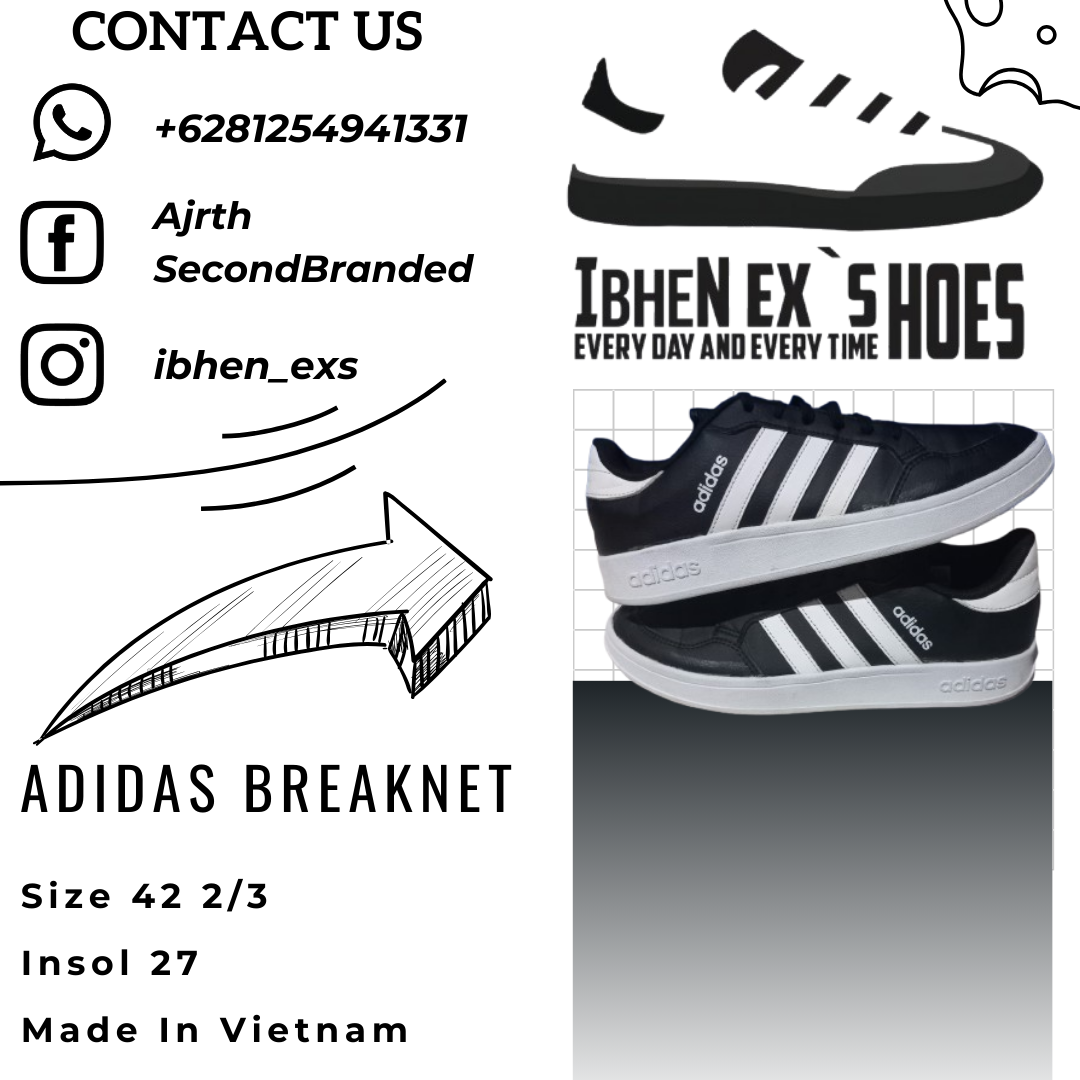 CONTACT US
+6281254941331
Ajrth
SecondBranded
ibhen_exs
IBHEN EX`S HOES
EVERY DAY AND EVERY TIME
adidas
adidas
adidas
adidas
ADIDAS BREAKNET
Size 42 2/3
Insol 27
Made In Vietnam